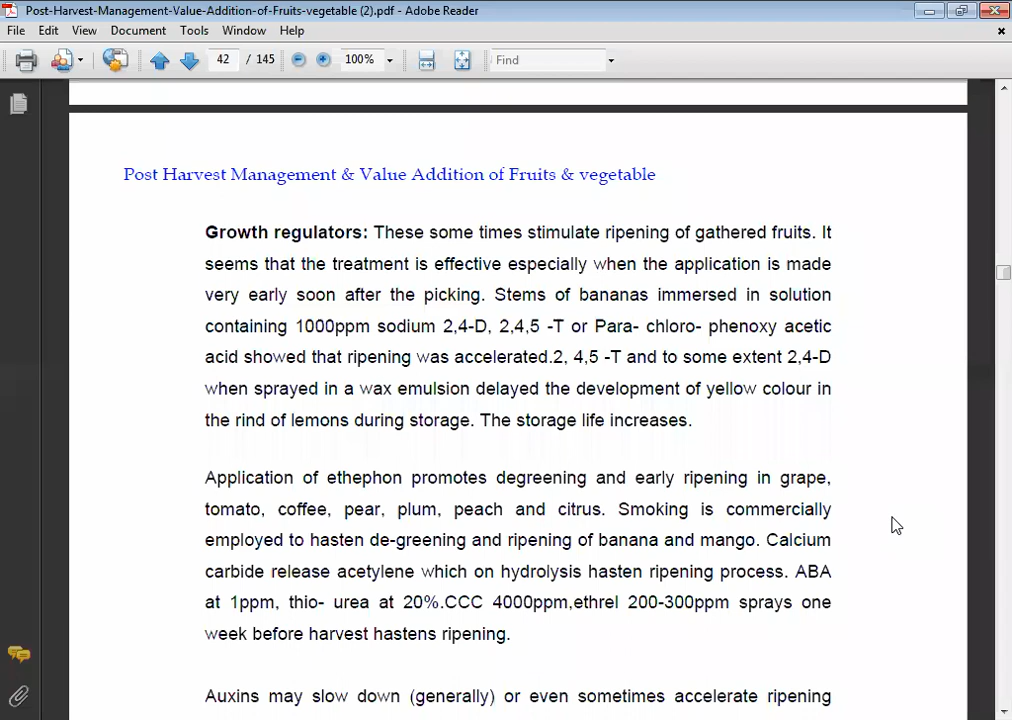 Post-Harvest-Management-Value-Addition-of-Fruits-vegetable (2).pdf - Adobe Reader
File Edit View Document Tools Window Help
42 / 145 100% Find
Post Harvest Management & Value Addition of Fruits & vegetable
Growth regulators: These some times stimulate ripening of gathered fruits. It
seems that the treatment is effective especially when the application is made
very early soon after the picking. Stems of bananas immersed in solution
containing 1000ppm sodium 2,4-D, 2,4,5 -T or Para- chloro- phenoxy acetic
acid showed that ripening was accelerated.2, 4,5 -T and to some extent 2,4-D
when sprayed in a wax emulsion delayed the development of yellow colour in
the rind of lemons during storage. The storage life increases.
Application of ethephon promotes degreening and early ripening in grape,
tomato, coffee, pear, plum, peach and citrus. Smoking is commercially
employed to hasten de-greening and ripening of banana and mango. Calcium
carbide release acetylene which on hydrolysis hasten ripening process. ABA
at 1ppm, thio- urea at 20%.CCC 4000ppm,ethrel 200-300ppm sprays one
week before harvest hastens ripening.
Auxins may slow down (generally) or even sometimes accelerate ripening